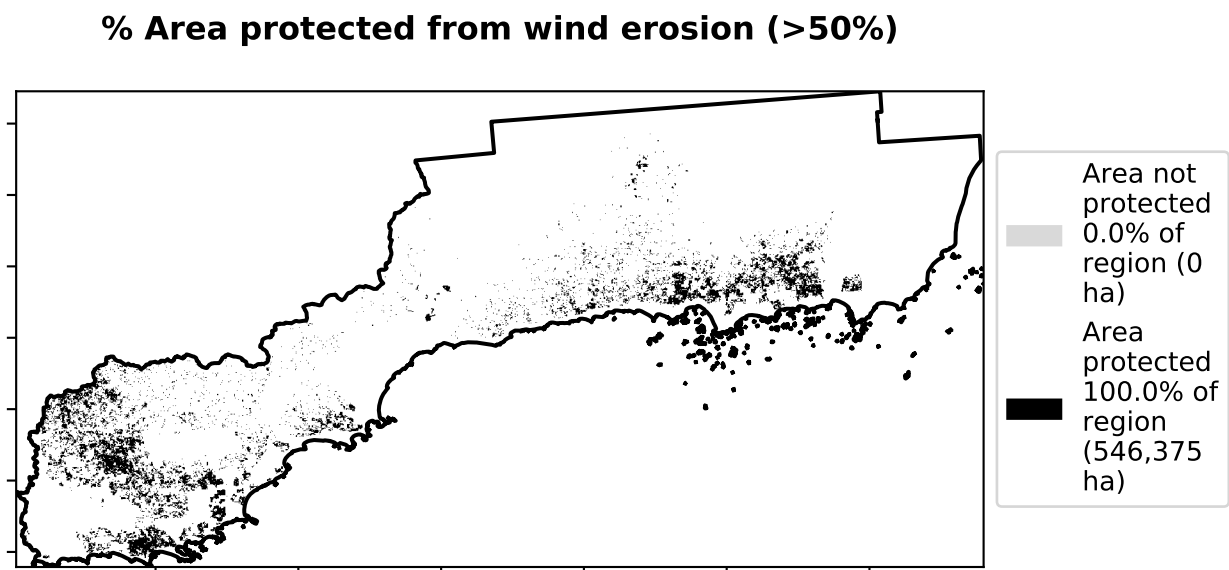 % Area protected from wind erosion (>50%)
Area not
protected
0.0% of
region (0
ha)
Area
protected
100.0% of
region
(546,375
ha)